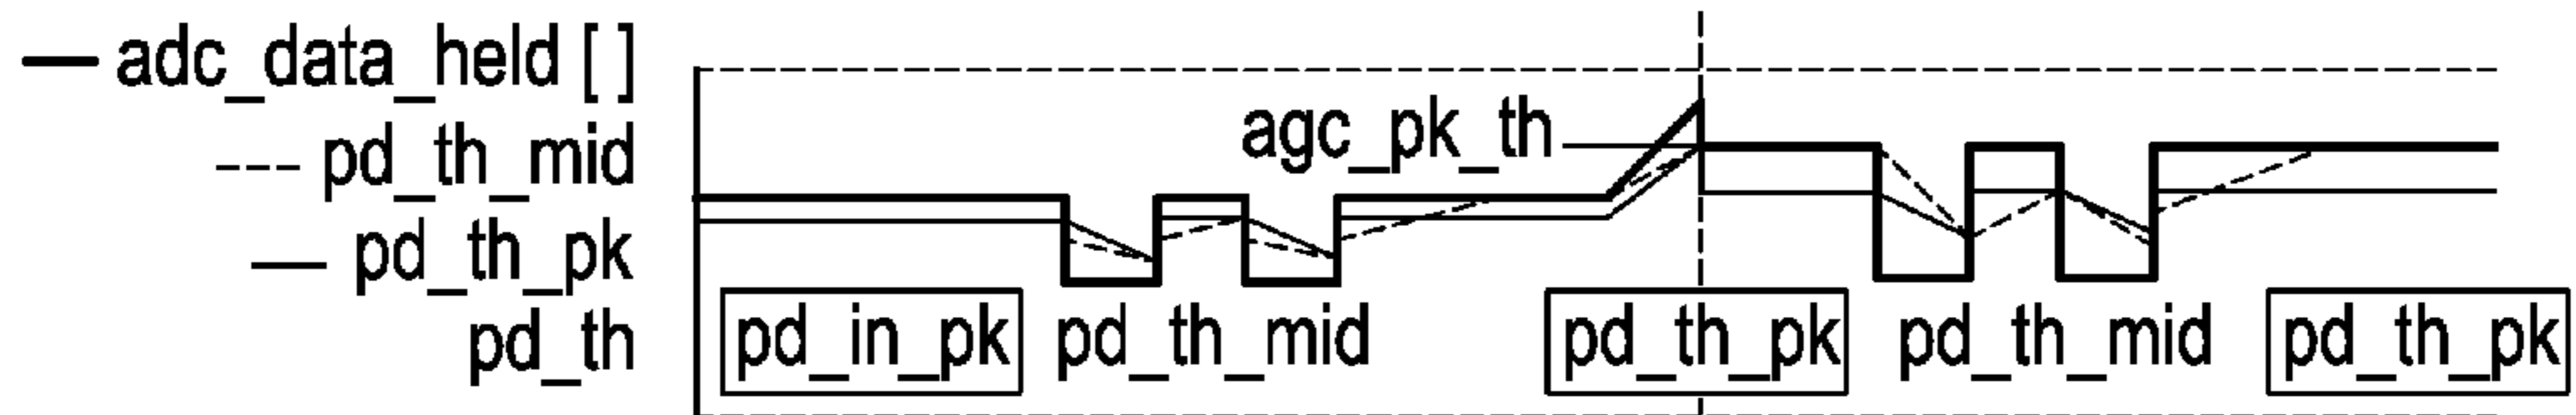 adc_data_held [ ]
agc_pk_th
pd_th_mid
pd_th_pk
pd_th
pd_in_pk pd_th_mid pd_th_pk pd_th_mid pd_th_pk